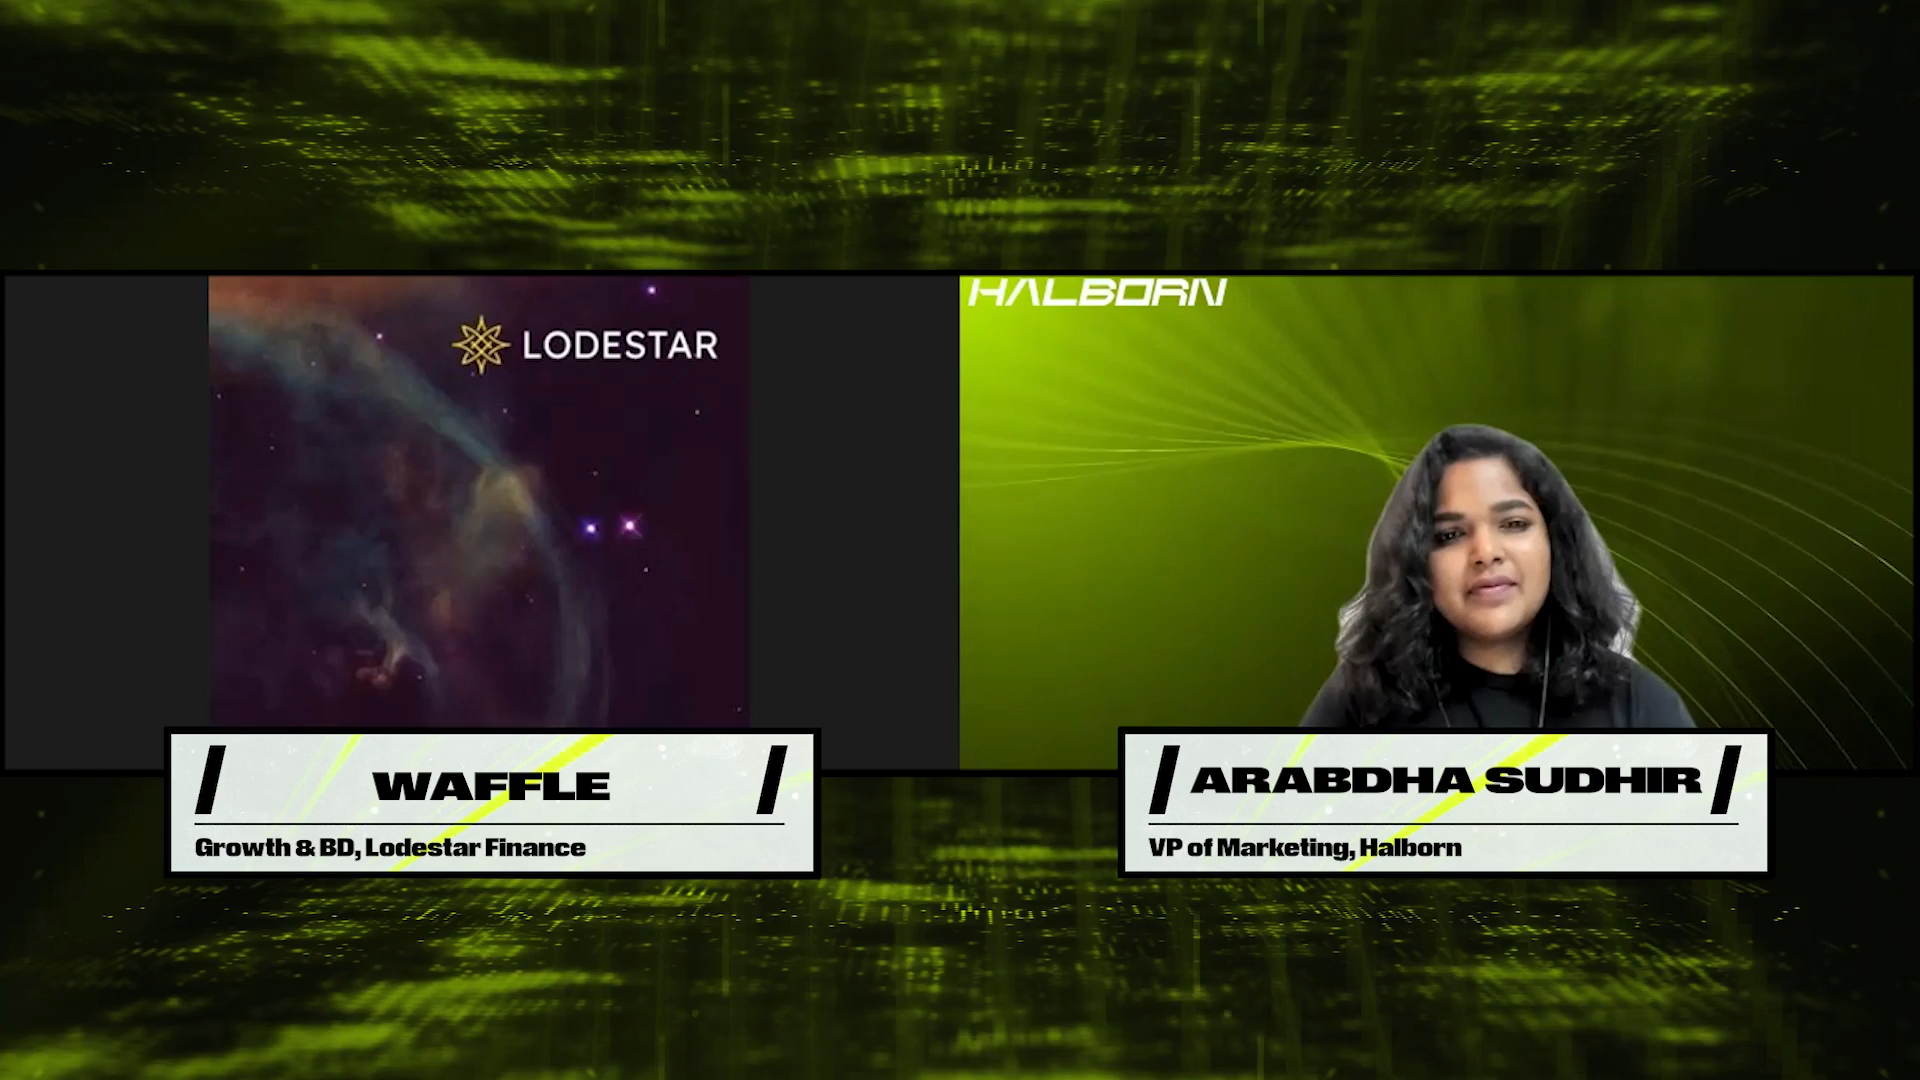 LODESTAR
HALBORN
WAFFLE
Growth & BD, Lodestar Finance
ARABDHA SUDHIR
VP of Marketing, Halborn